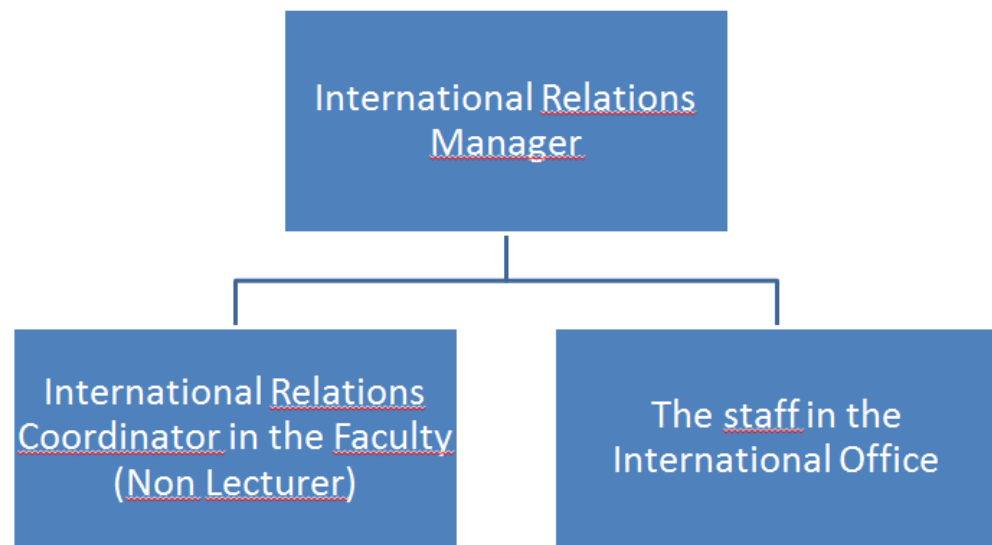 International Relations
Manager
International Relations
Coordinator in the Faculty
(Non Lecturer)
The staff in the
International Office